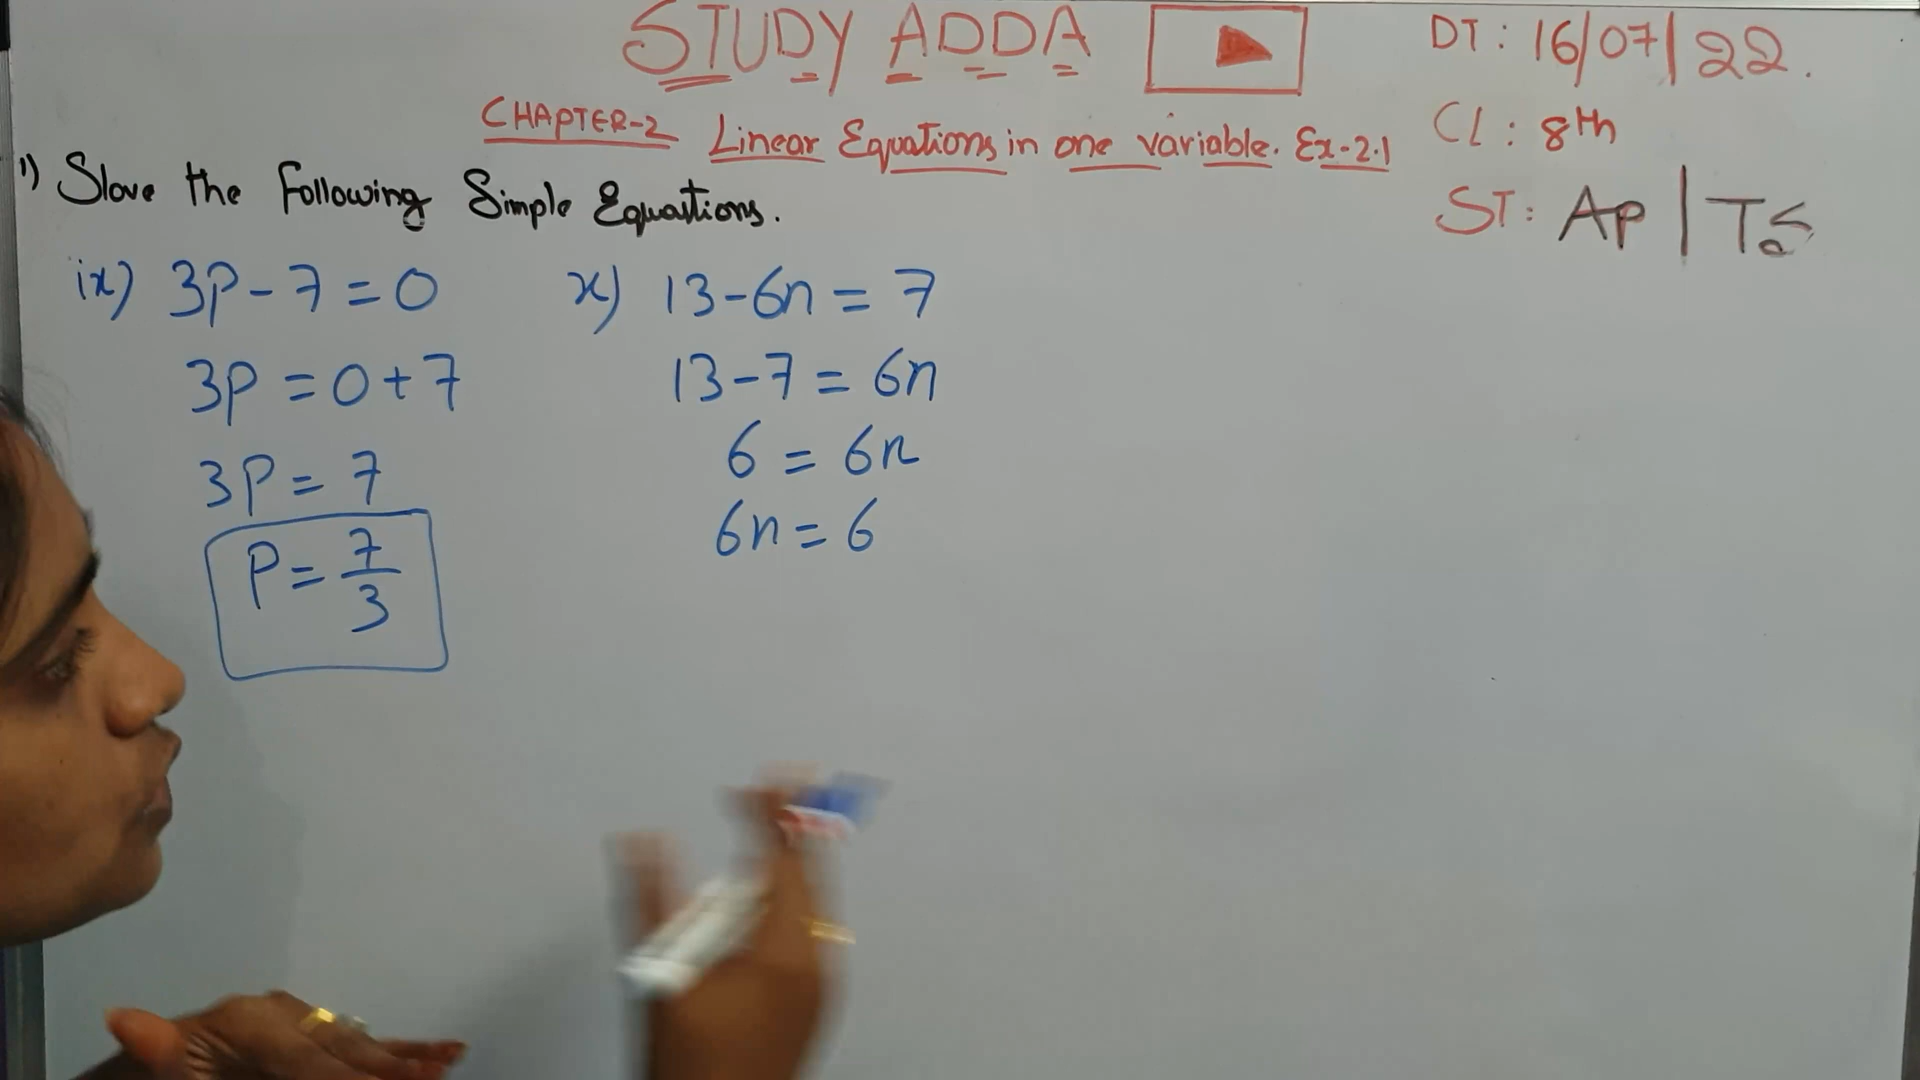 STUDY ADDA
DT: 16/07/22.
CHAPTER-2 Linear Equations in one variable. Ex-2.1
CL: 8th
ST: AP | TS
1) Slove the Following Simple Equastions.
ix) 3p-7=0
3p=0+7
3P=7
P=7/3
x) 13-6n=7
13-7=6n
6=6n
6n=6